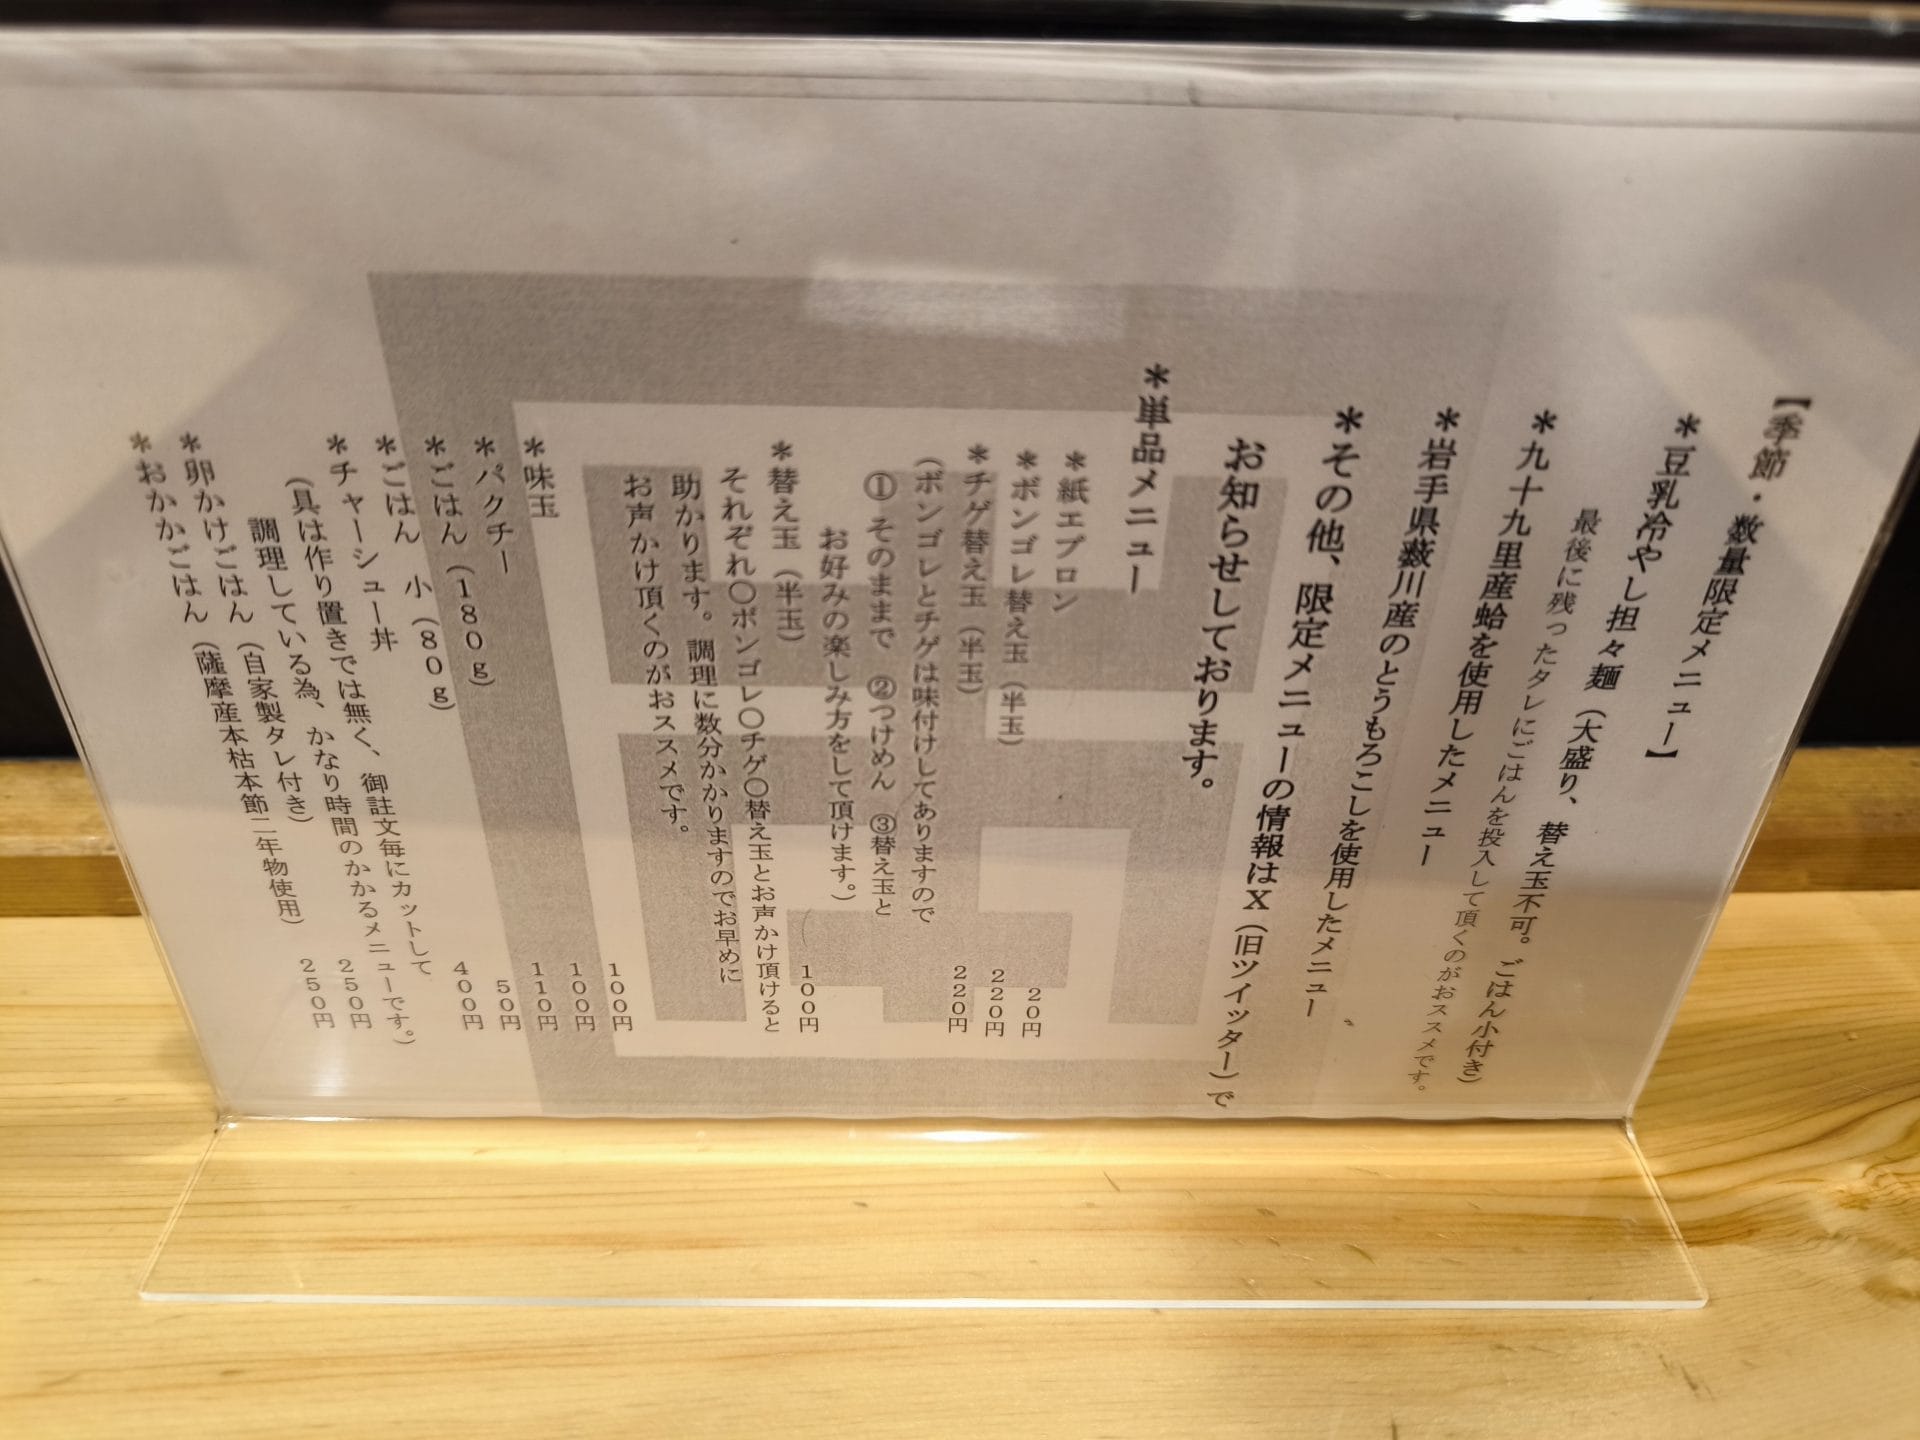 【季節・数量限定メニュー】
＊豆乳冷やし担々麺（大盛り、替え玉不可。ごはん小付き）
最後に残ったタレにごはんを投入して頂くのがおススメです。
＊九十九里産蛤を使用したメニュー
＊岩手県藪川産のとうもろこしを使用したメニュー
＊その他、限定メニューの情報はX（旧ツイッター）で
お知らせしております。
＊単品メニュー
＊紙エプロン 20円
＊ボンゴレ替え玉（半玉） 220円
＊チゲ替え玉（半玉） 220円
（ボンゴレとチゲは味付けしてありますので
①そのままで ②つけめん ③替え玉と
お好みの楽しみ方をして頂けます。）
＊替え玉（半玉） 100円
それぞれ〇ボンゴレ〇チゲ〇替え玉とお声かけ頂けると
助かります。調理に数分かかりますのでお早めに
お声かけ頂くのがおススメです。
＊味玉 100円
＊パクチー 100円
＊ごはん（180g） 110円
＊ごはん 小（80g） 50円
＊チャーシュー丼 400円
（具は作り置きでは無く、御註文毎にカットして
調理している為、かなり時間のかかるメニューです。）
＊卵かけごはん（自家製タレ付き） 250円
＊おかかごはん（薩摩産本枯本節二年物使用） 250円